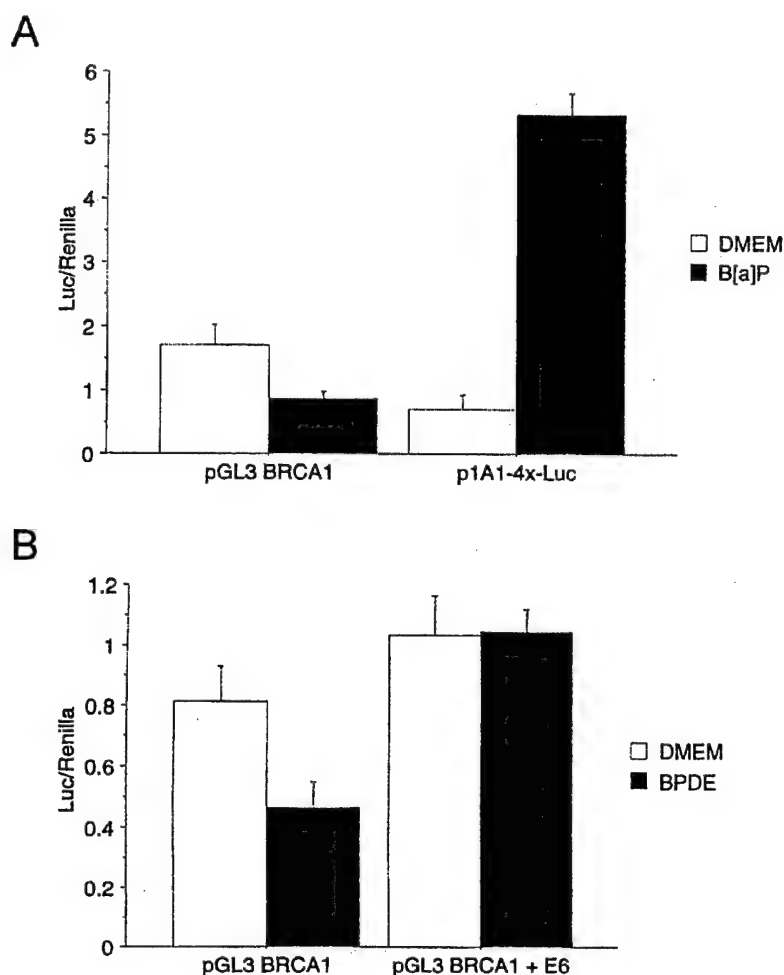 A
6
5
4
3
2
1
0
Luc/Renilla
pGL3 BRCA1
p1A1-4x-Luc
DMEM
B[a]P
B
1.2
1
0.8
0.6
0.4
0.2
0
Luc/Renilla
pGL3 BRCA1
pGL3 BRCA1 + E6
DMEM
BPDE